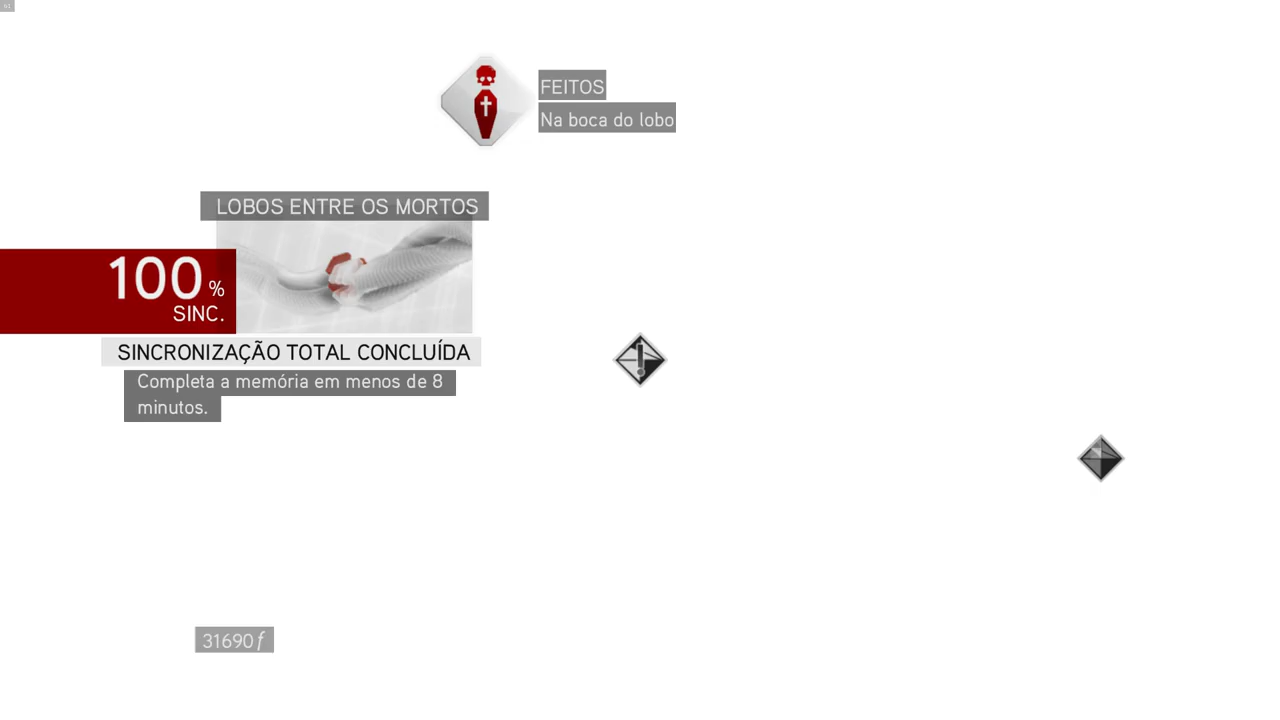 61
FEITOS
Na boca do lobo
LOBOS ENTRE OS MORTOS
100 %
SINC.
SINCRONIZAÇÃO TOTAL CONCLUÍDA
Completa a memória em menos de 8
minutos.
31690 ƒ